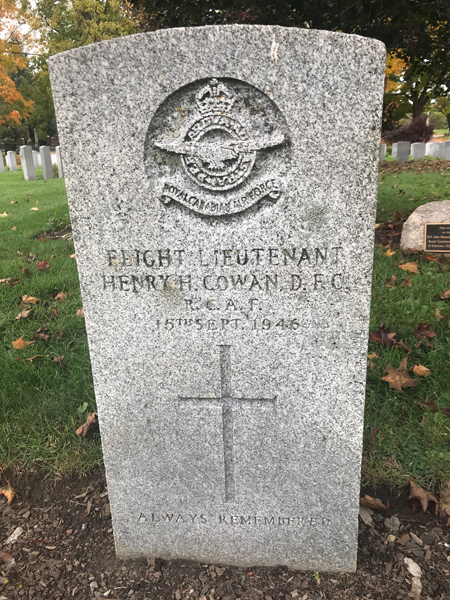 ROYAL CANADIAN AIR FORCE
FLIGHT LIEUTENANT
HENRY H. COWAN, D.F.C.
R.C.A.F.
15TH SEPT. 1946
ALWAYS REMEMBERED